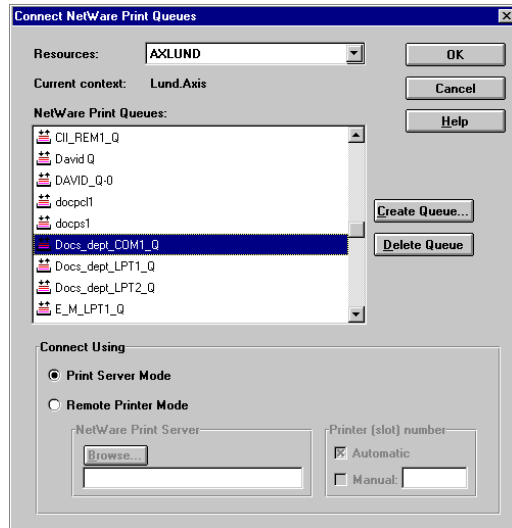 Connect NetWare Print Queues
Resources: AXLUND OK
Current context: Lund.Axis Cancel
NetWare Print Queues: Help
CII_REM1_Q
David Q
DAVID_Q-0
docpcl1
docps1 Create Queue...
Docs_dept_COM1_Q Delete Queue
Docs_dept_LPT1_Q
Docs_dept_LPT2_Q
E_M_LPT1_Q
Connect Using
Print Server Mode
Remote Printer Mode
NetWare Print Server Printer (slot) number
Browse... Automatic
Manual: